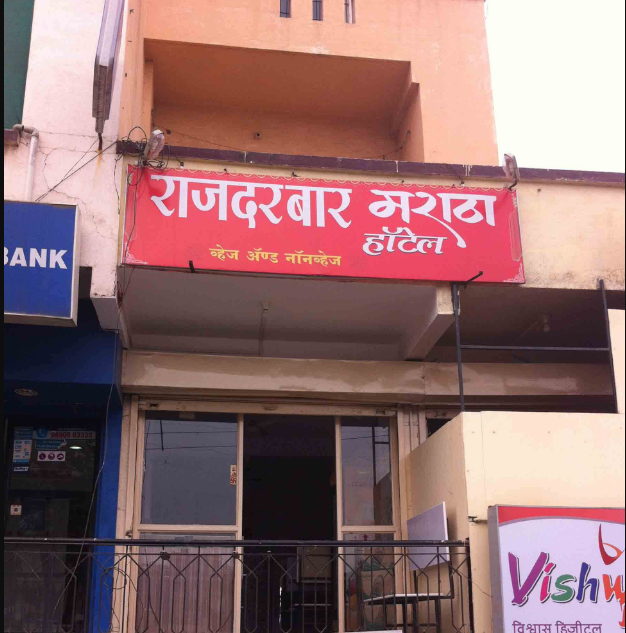 राजदरबार मराठा
हॉटेल
व्हेज ॲण्ड नॉनव्हेज
BANK
Vishw
विश्वास डिजीटल